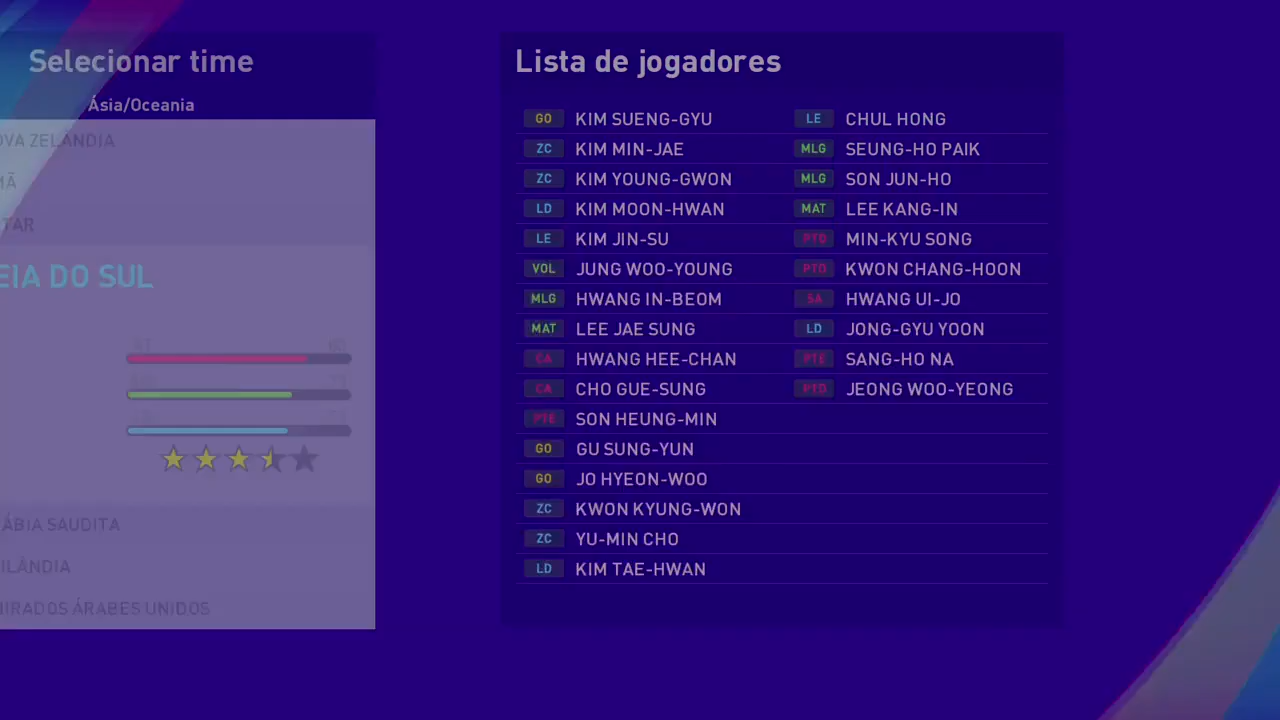 Selecionar time
Ásia/Oceania
OVA ZELÂNDIA
MÃ
TAR
EIA DO SUL
ÁBIA SAUDITA
ILÂNDIA
MIRADOS ÁRABES UNIDOS
Lista de jogadores
GO KIM SUENG-GYU
ZC KIM MIN-JAE
ZC KIM YOUNG-GWON
LD KIM MOON-HWAN
LE KIM JIN-SU
VOL JUNG WOO-YOUNG
MLG HWANG IN-BEOM
MAT LEE JAE SUNG
CA HWANG HEE-CHAN
CA CHO GUE-SUNG
PTE SON HEUNG-MIN
GO GU SUNG-YUN
GO JO HYEON-WOO
ZC KWON KYUNG-WON
ZC YU-MIN CHO
LD KIM TAE-HWAN
LE CHUL HONG
MLG SEUNG-HO PAIK
MLG SON JUN-HO
MAT LEE KANG-IN
PTD MIN-KYU SONG
PTD KWON CHANG-HOON
SA HWANG UI-JO
LD JONG-GYU YOON
PTE SANG-HO NA
PTD JEONG WOO-YEONG